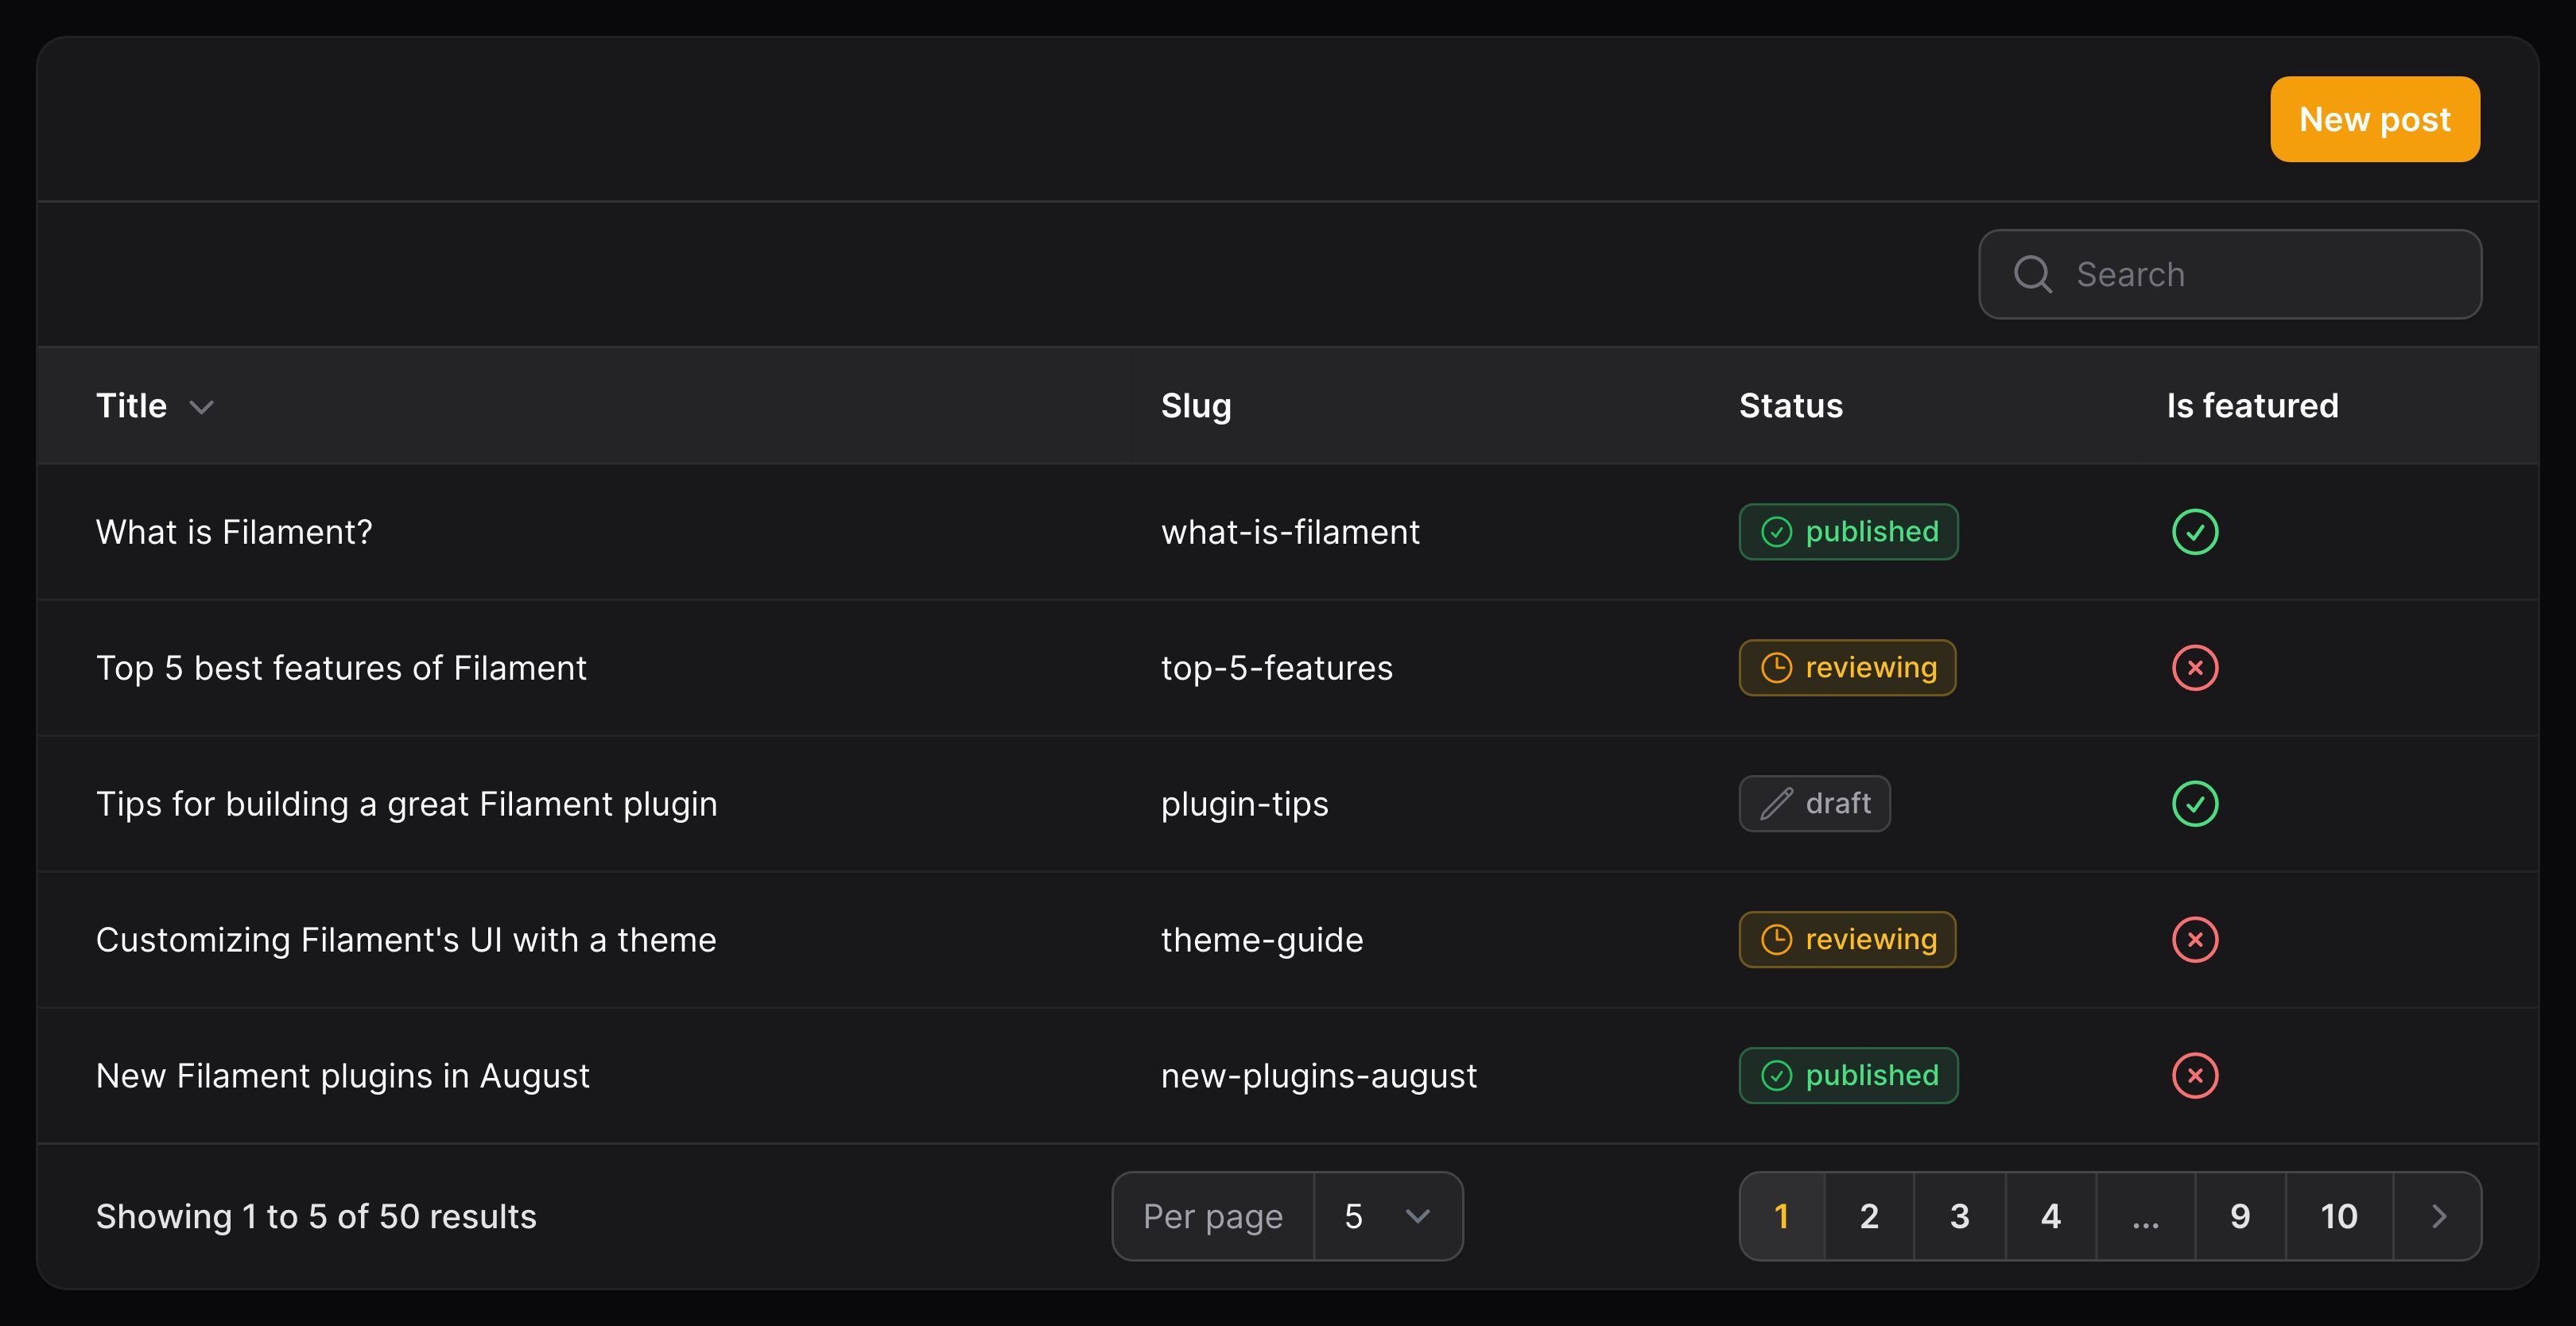 New post
Search
Title Slug Status Is featured
What is Filament? what-is-filament published
Top 5 best features of Filament top-5-features reviewing
Tips for building a great Filament plugin plugin-tips draft
Customizing Filament's UI with a theme theme-guide reviewing
New Filament plugins in August new-plugins-august published
Showing 1 to 5 of 50 results Per page 5 1 2 3 4 ... 9 10